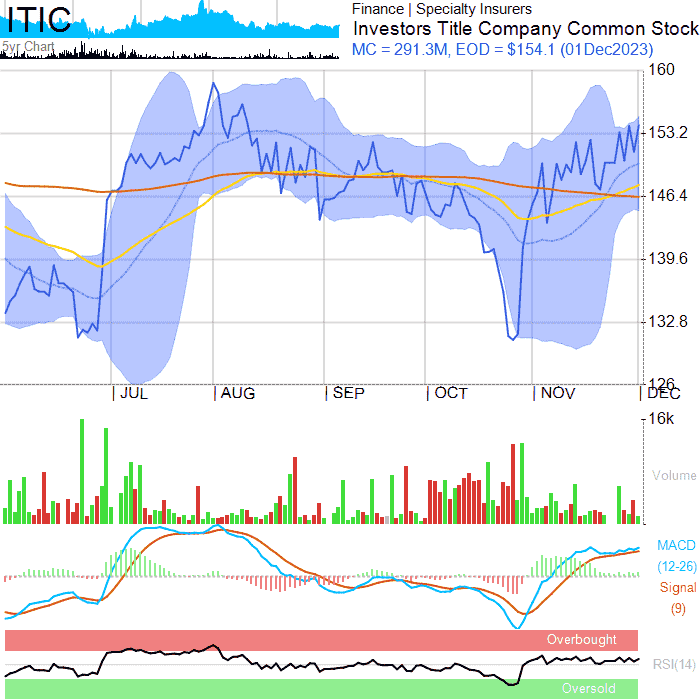 ITIC
5yr Chart
Finance | Specialty Insurers
Investors Title Company Common Stock
MC = 291.3M, EOD = $154.1 (01Dec2023)
160
153.2
146.4
139.6
132.8
126
JUL AUG SEP OCT NOV DEC
16k
Volume
MACD
(12-26)
Signal
(9)
Overbought
RSI(14)
Oversold